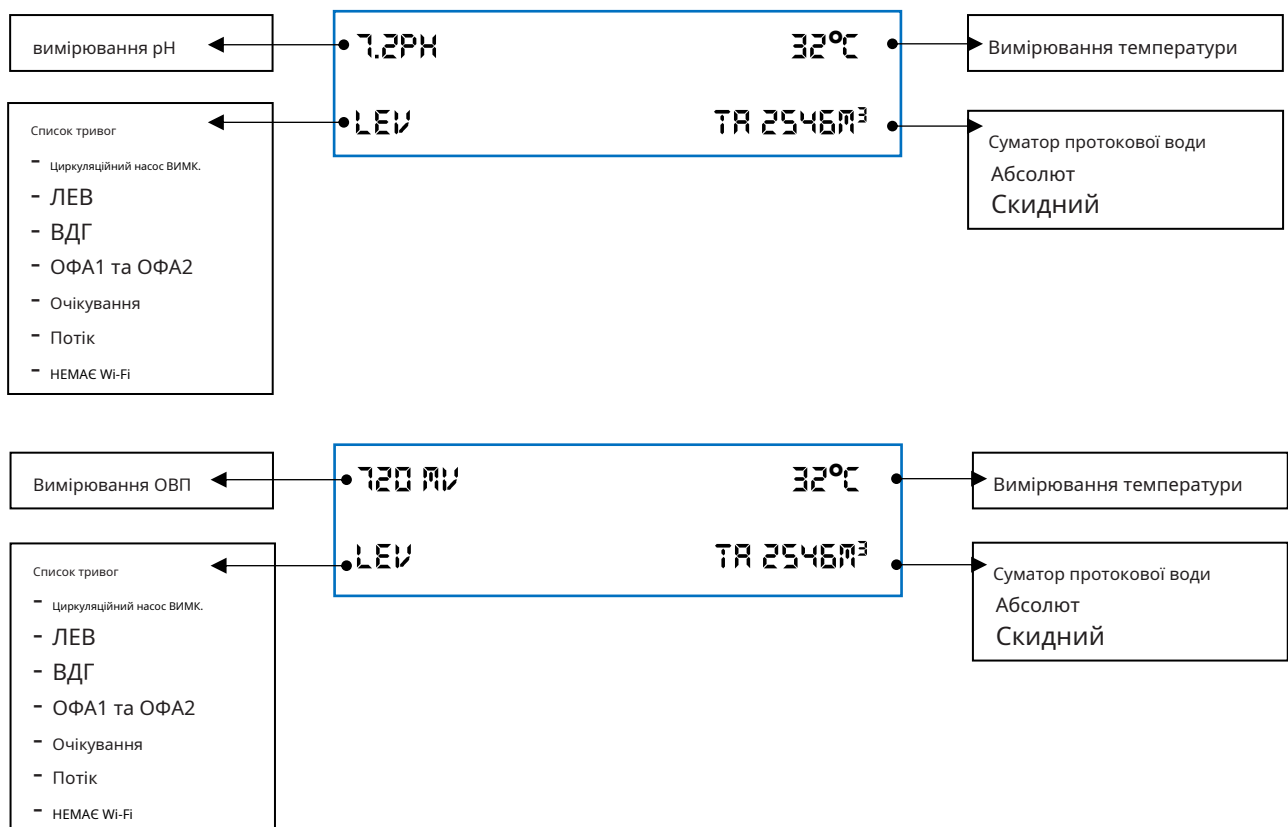 вимірювання pH
7.2PH
32°C
Вимірювання температури
Список тривог
- Циркуляційний насос ВИМК.
- ЛЕВ
- ВДГ
- ОФА1 та ОФА2
- Очікування
- Потік
- НЕМАЄ Wi-Fi
LEV
TA 2546M³
Суматор протокової води
Абсолют
Скидний
Вимірювання ОВП
720 MV
32°C
Вимірювання температури
Список тривог
- Циркуляційний насос ВИМК.
- ЛЕВ
- ВДГ
- ОФА1 та ОФА2
- Очікування
- Потік
- НЕМАЄ Wi-Fi
LEV
TA 2546M³
Суматор протокової води
Абсолют
Скидний